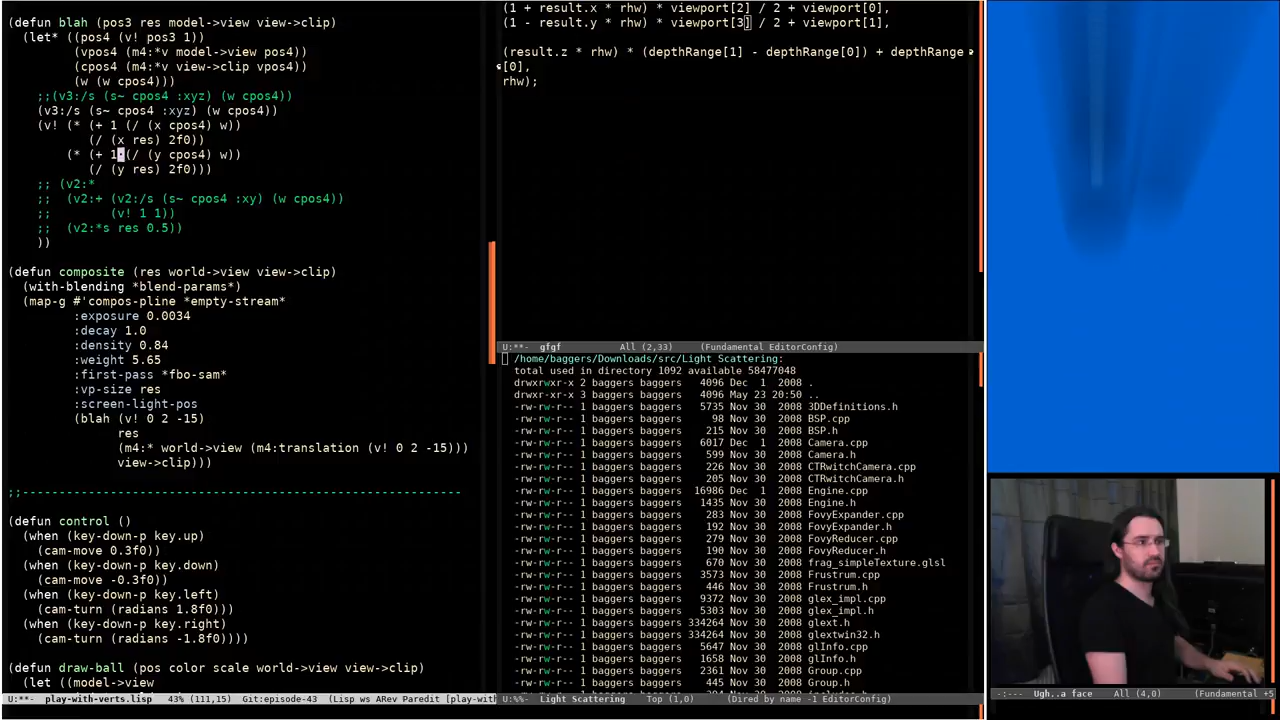 (defun blah (pos3 res model->view view->clip)
(let* ((pos4 (v! pos3 1))
(vpos4 (m4:*v model->view pos4))
(cpos4 (m4:*v view->clip vpos4))
(w (w cpos4)))
;;(v3:/s (s~ cpos4 :xyz) (w cpos4))
(v3:/s (s~ cpos4 :xyz) (w cpos4))
(v! (* (+ 1 (/ (x cpos4) w))
(/ (x res) 2f0))
(* (+ 1 (/ (y cpos4) w))
(/ (y res) 2f0)))
;; (v2:*
;;  (v2:+ (v2:/s (s~ cpos4 :xy) (w cpos4))
;;        (v! 1 1))
;;  (v2:*s res 0.5))
))
(defun composite (res world->view view->clip)
(with-blending *blend-params*)
(map-g #'compos-pline *empty-stream*
:exposure 0.0034
:decay 1.0
:density 0.84
:weight 5.65
:first-pass *fbo-sam*
:vp-size res
:screen-light-pos
(blah (v! 0 2 -15)
res
(m4:* world->view (m4:translation (v! 0 2 -15)))
view->clip)))
;;--------------------------------------------------------------
(defun control ()
(when (key-down-p key.up)
(cam-move 0.3f0))
(when (key-down-p key.down)
(cam-move -0.3f0))
(when (key-down-p key.left)
(cam-turn (radians 1.8f0)))
(when (key-down-p key.right)
(cam-turn (radians -1.8f0))))
(defun draw-ball (pos color scale world->view view->clip)
(let ((model->view
U:**-  play-with-verts.lisp   43% (111,15)   Git:episode-43  (Lisp ws ARev Paredit [play-wit
(1 + result.x * rhw) * viewport[2] / 2 + viewport[0],
(1 - result.y * rhw) * viewport[3] / 2 + viewport[1],
(result.z * rhw) * (depthRange[1] - depthRange[0]) + depthRange
[0],
rhw);
U:**-  gfgf           All (2,33)     (Fundamental EditorConfig)
/home/baggers/Downloads/src/Light Scattering:
total used in directory 1092 available 58477048
drwxrwxr-x 2 baggers baggers   4096 Dec  1  2008 .
drwxr-xr-x 3 baggers baggers   4096 May 23 20:50 ..
-rw-rw-r-- 1 baggers baggers   5735 Nov 30  2008 3DDefinitions.h
-rw-rw-r-- 1 baggers baggers     98 Nov 30  2008 BSP.cpp
-rw-rw-r-- 1 baggers baggers    215 Nov 30  2008 BSP.h
-rw-rw-r-- 1 baggers baggers   6017 Dec  1  2008 Camera.cpp
-rw-rw-r-- 1 baggers baggers    599 Nov 30  2008 Camera.h
-rw-rw-r-- 1 baggers baggers    226 Nov 30  2008 CTRwitchCamera.cpp
-rw-rw-r-- 1 baggers baggers    205 Nov 30  2008 CTRwitchCamera.h
-rw-rw-r-- 1 baggers baggers  16986 Dec  1  2008 Engine.cpp
-rw-rw-r-- 1 baggers baggers   1435 Nov 30  2008 Engine.h
-rw-rw-r-- 1 baggers baggers    283 Nov 30  2008 FovyExpander.cpp
-rw-rw-r-- 1 baggers baggers    192 Nov 30  2008 FovyExpander.h
-rw-rw-r-- 1 baggers baggers    279 Nov 30  2008 FovyReducer.cpp
-rw-rw-r-- 1 baggers baggers    190 Nov 30  2008 FovyReducer.h
-rw-rw-r-- 1 baggers baggers    670 Nov 30  2008 frag_simpleTexture.glsl
-rw-rw-r-- 1 baggers baggers   3573 Nov 30  2008 Frustrum.cpp
-rw-rw-r-- 1 baggers baggers    446 Nov 30  2008 Frustrum.h
-rw-rw-r-- 1 baggers baggers   9372 Nov 30  2008 glex_impl.cpp
-rw-rw-r-- 1 baggers baggers   5303 Nov 30  2008 glex_impl.h
-rw-rw-r-- 1 baggers baggers 334264 Nov 30  2008 glext.h
-rw-rw-r-- 1 baggers baggers 334264 Nov 30  2008 glextwin32.h
-rw-rw-r-- 1 baggers baggers   5647 Nov 30  2008 glInfo.cpp
-rw-rw-r-- 1 baggers baggers   1658 Nov 30  2008 glInfo.h
-rw-rw-r-- 1 baggers baggers   2361 Nov 30  2008 Group.cpp
-rw-rw-r-- 1 baggers baggers    445 Nov 30  2008 Group.h
U:%%-  Light Scattering   Top (1,0)     (Dired by name -1 EditorConfig)
-:---  Ugh..a face    All (4,0)     (Fundamental +5